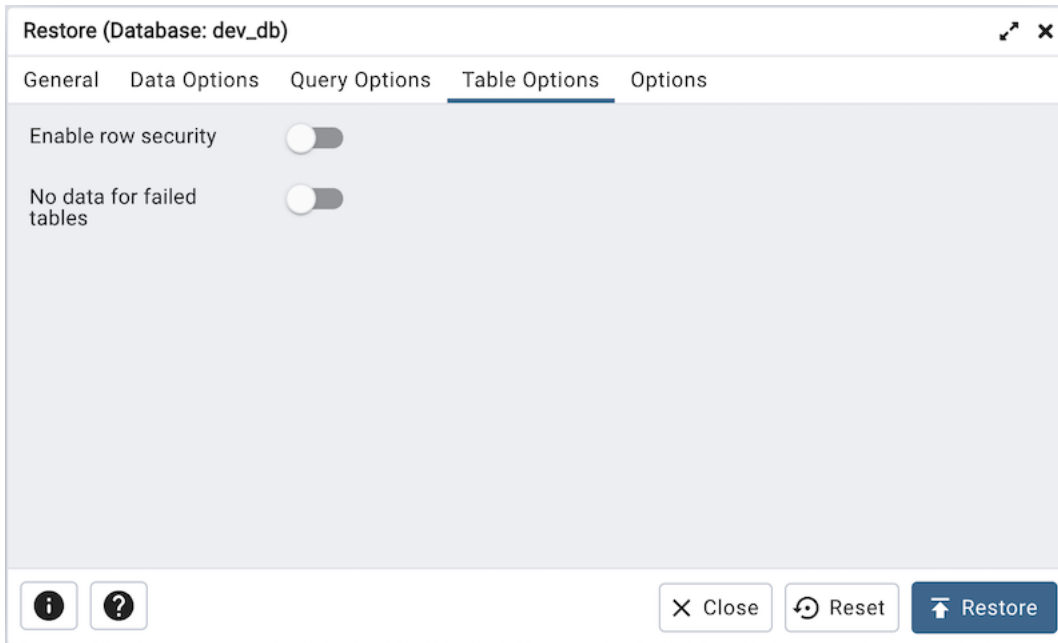 Restore (Database: dev_db)
General Data Options Query Options Table Options Options
Enable row security
No data for failed
tables
Close Reset Restore